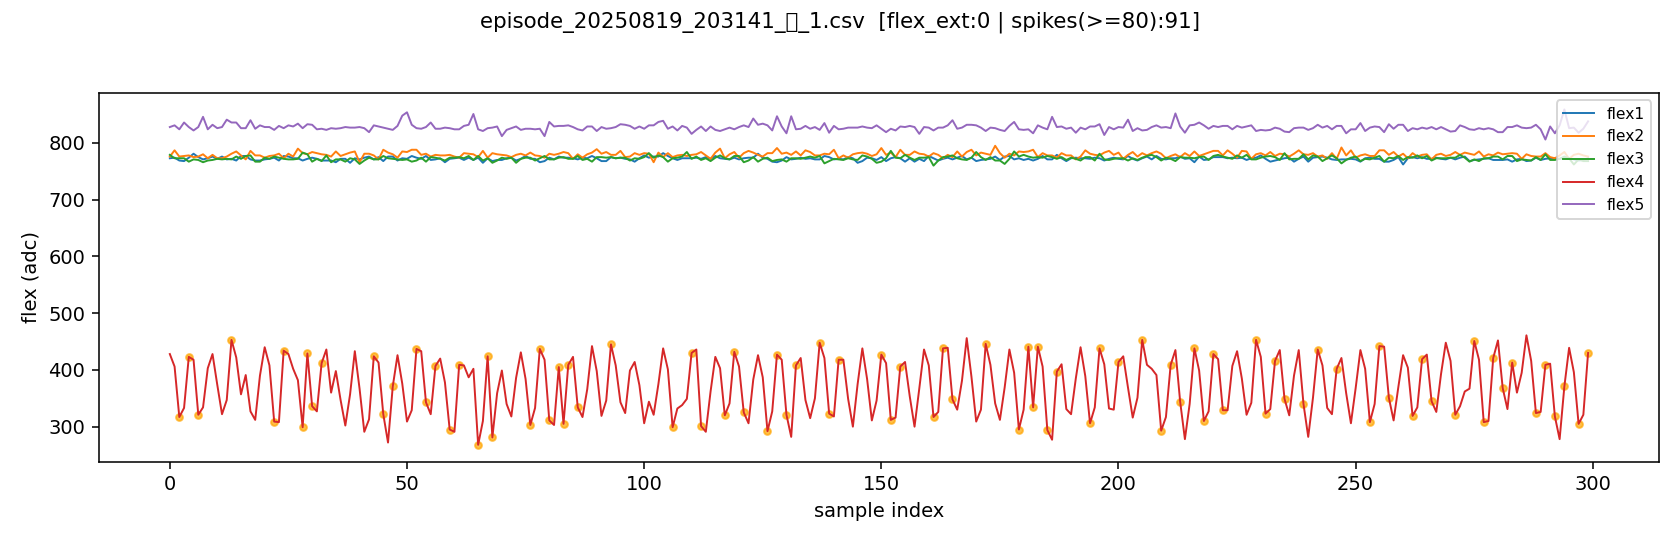 episode_20250819_203141_▯_1.csv [flex_ext:0 | spikes(>=80):91]
flex1
flex2
flex3
flex4
flex5
800
700
600
500
400
300
flex (adc)
0 50 100 150 200 250 300
sample index